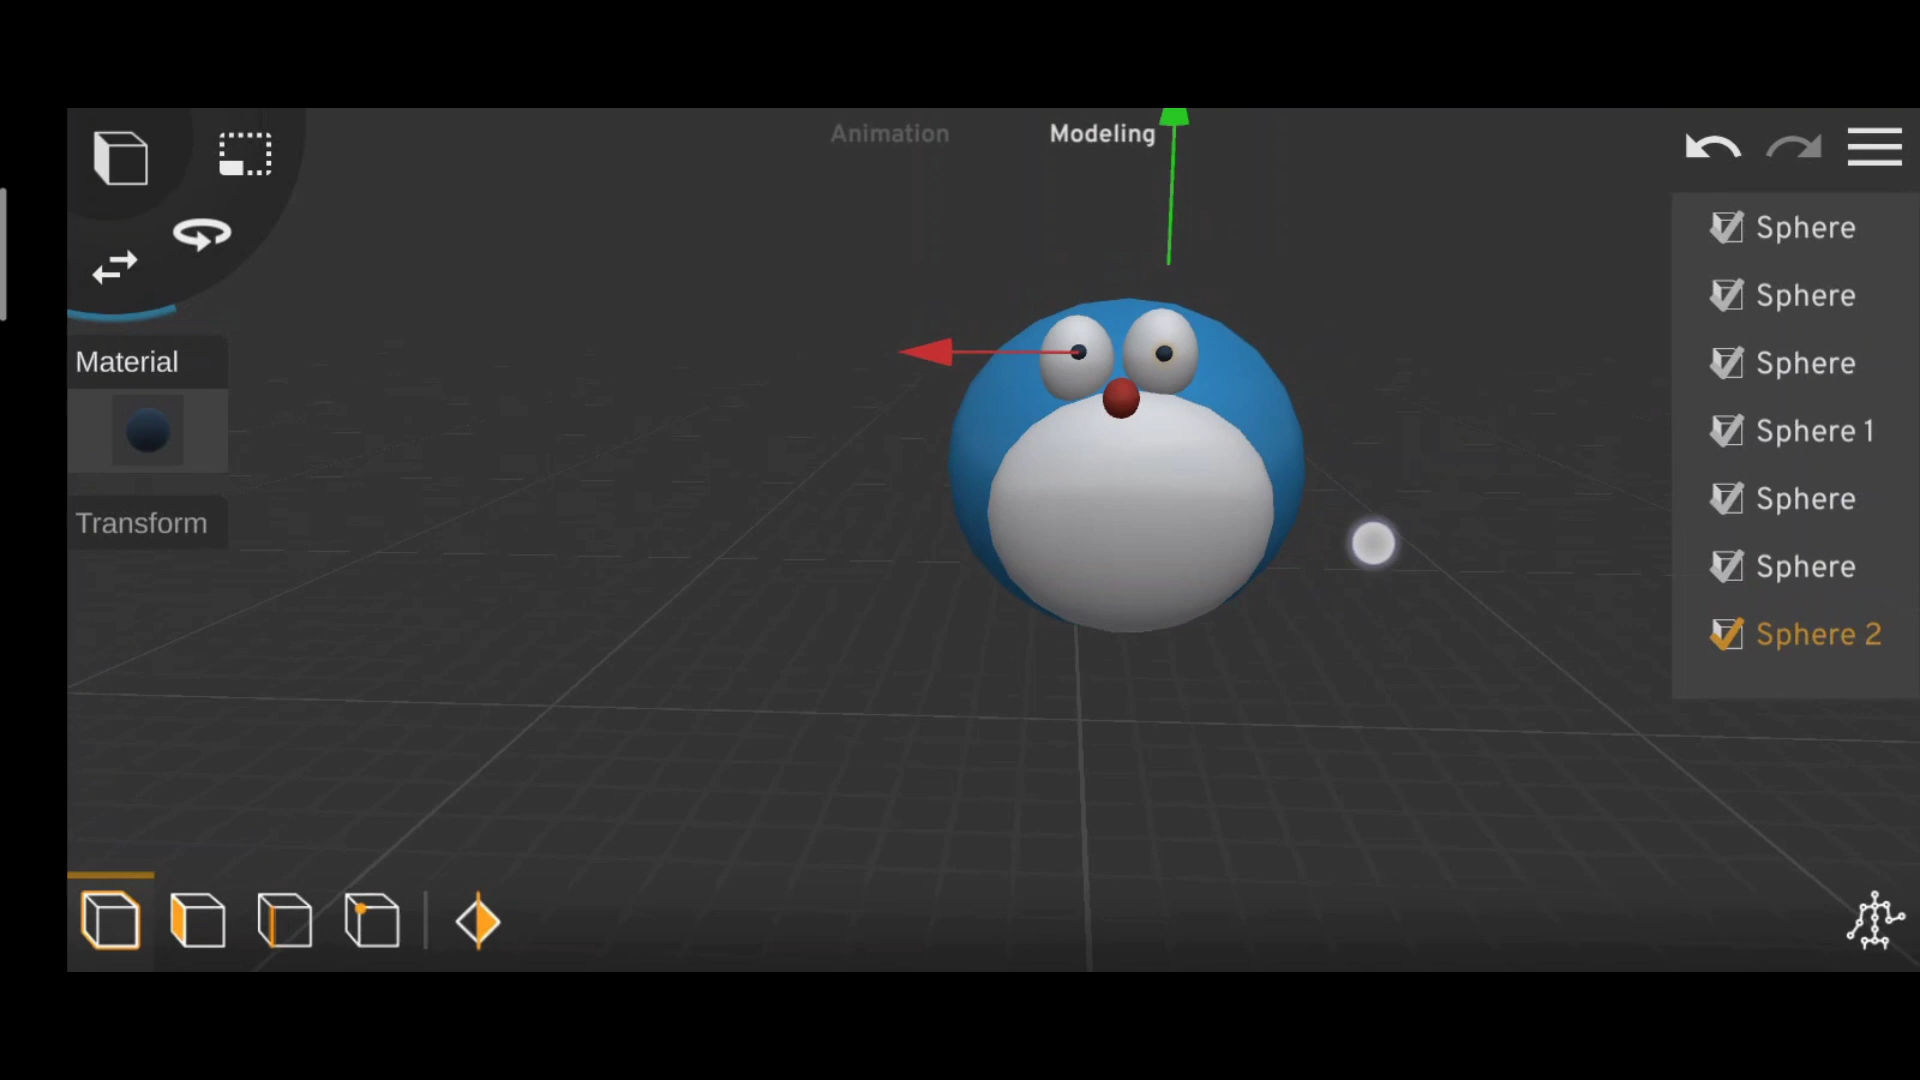 Animation
Modeling
Material
Transform
Sphere
Sphere
Sphere
Sphere 1
Sphere
Sphere
Sphere 2